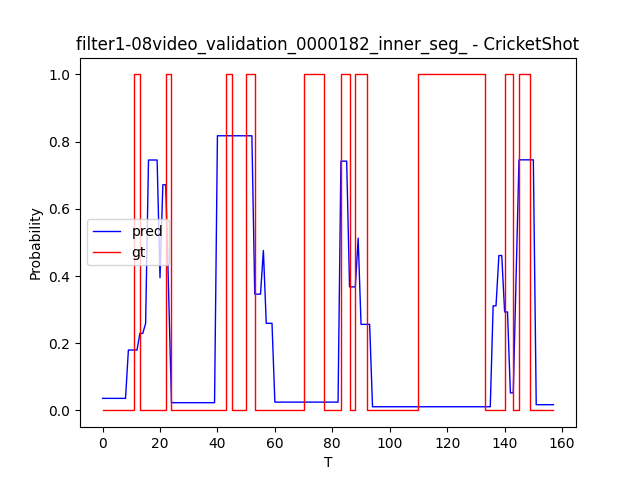 filter1-08video_validation_0000182_inner_seg_ - CricketShot
1.0
0.8
0.6
0.4
0.2
0.0
Probability
pred
gt
0 20 40 60 80 100 120 140 160
T